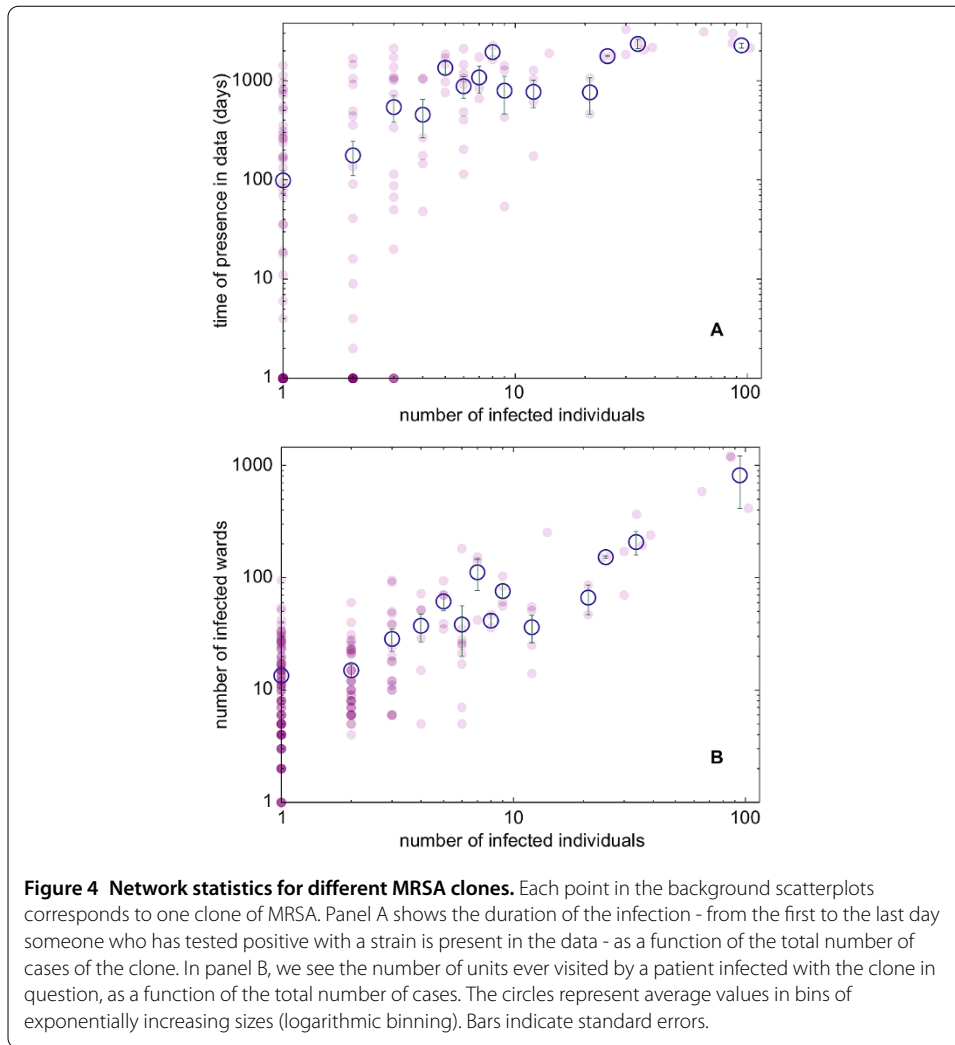 1000
100
10
1
time of presence in data (days)
A
1
10
100
number of infected individuals
1000
100
10
1
number of infected wards
B
1
10
100
number of infected individuals
Figure 4 Network statistics for different MRSA clones. Each point in the background scatterplots
corresponds to one clone of MRSA. Panel A shows the duration of the infection - from the first to the last day
someone who has tested positive with a strain is present in the data - as a function of the total number of
cases of the clone. In panel B, we see the number of units ever visited by a patient infected with the clone in
question, as a function of the total number of cases. The circles represent average values in bins of
exponentially increasing sizes (logarithmic binning). Bars indicate standard errors.